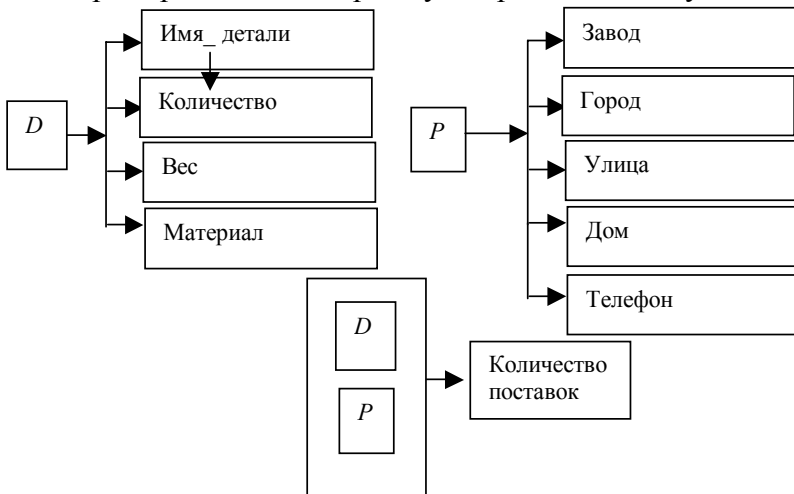 Имя_ детали
Количество
D
Вес
Материал
Завод
Город
P
Улица
Дом
Телефон
D
P
Количество
поставок